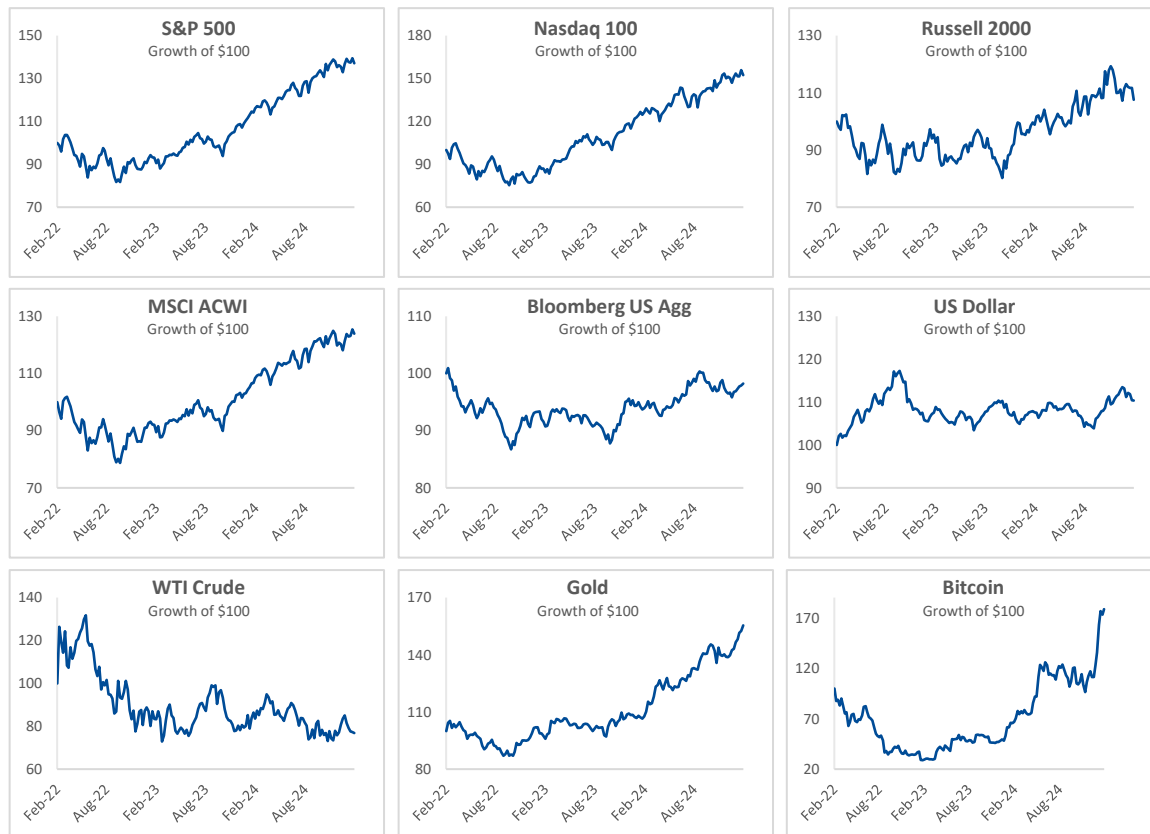 S&P 500
Growth of $100
150
130
110
90
70
Feb-22
Aug-22
Feb-23
Aug-23
Feb-24
Aug-24
Nasdaq 100
Growth of $100
180
150
120
90
60
Feb-22
Aug-22
Feb-23
Aug-23
Feb-24
Aug-24
Russell 2000
Growth of $100
130
110
90
70
Feb-22
Aug-22
Feb-23
Aug-23
Feb-24
Aug-24
MSCI ACWI
Growth of $100
130
110
90
70
Feb-22
Aug-22
Feb-23
Aug-23
Feb-24
Aug-24
Bloomberg US Agg
Growth of $100
110
100
90
80
Feb-22
Aug-22
Feb-23
Aug-23
Feb-24
Aug-24
US Dollar
Growth of $100
130
120
110
100
90
Feb-22
Aug-22
Feb-23
Aug-23
Feb-24
Aug-24
WTI Crude
Growth of $100
140
120
100
80
60
Feb-22
Aug-22
Feb-23
Aug-23
Feb-24
Aug-24
Gold
Growth of $100
170
140
110
80
Feb-22
Aug-22
Feb-23
Aug-23
Feb-24
Aug-24
Bitcoin
Growth of $100
170
120
70
20
Feb-22
Aug-22
Feb-23
Aug-23
Feb-24
Aug-24